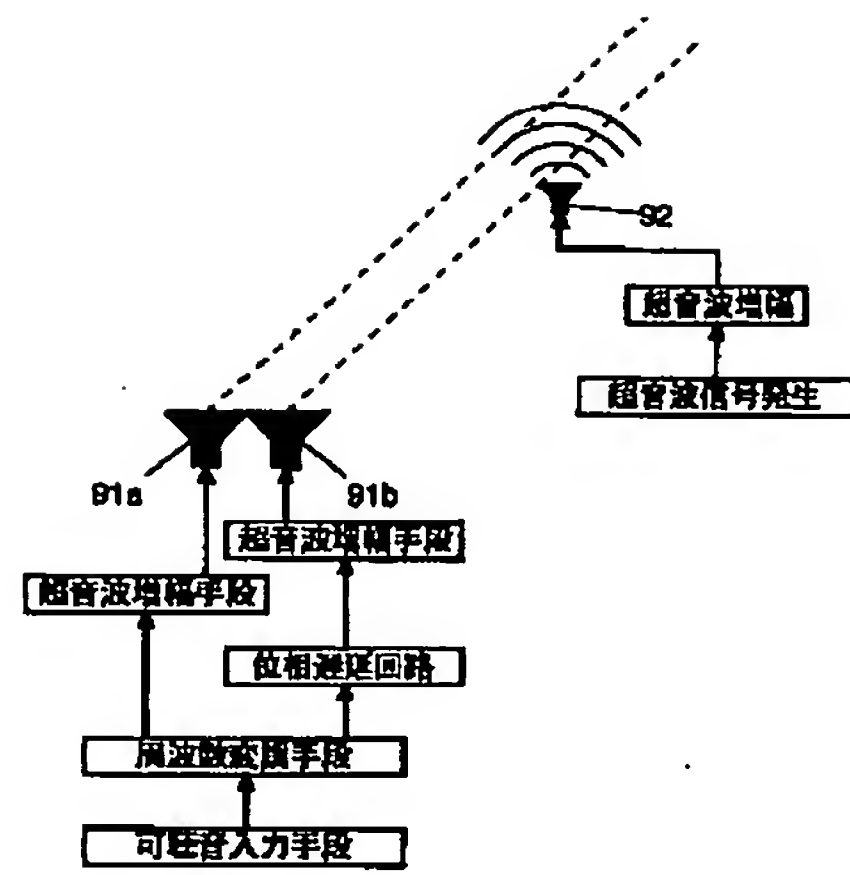 92
超音波増幅
超音波信号発生
91a
91b
超音波増幅手段
超音波増幅手段
位相遅延回路
周波数変調手段
可聴音入力手段